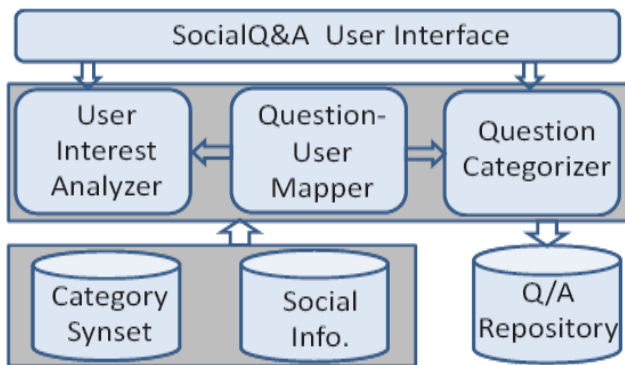 SocialQ&A User Interface
User
Interest
Analyzer
Question-
User
Mapper
Question
Categorizer
Category
Synset
Social
Info.
Q/A
Repository